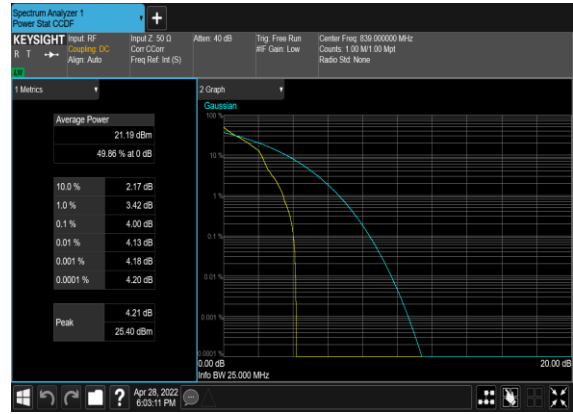 Spectrum Analyzer 1
Power Stat CCDF
KEYSIGHT
R T
LW
Input: RF
Coupling: DC
Align: Auto
Input Z: 50 Ω
Corr CCorr
Freq Ref: Int (S)
Atten: 40 dB
Trig: Free Run
#IF Gain: Low
Center Freq: 839.000000 MHz
Counts: 1.00 M/1.00 Mpt
Radio Std: None
1 Metrics
Average Power
21.19 dBm
49.86 % at 0 dB
10.0 % 2.17 dB
1.0 % 3.42 dB
0.1 % 4.00 dB
0.01 % 4.13 dB
0.001 % 4.18 dB
0.0001 % 4.20 dB
Peak 4.21 dB
25.40 dBm
2 Graph
Gaussian
100 %
10 %
1 %
0.1 %
0.01 %
0.001 %
0.0001 %
0.00 dB 20.00 dB
Info BW 25.000 MHz
?
Apr 28, 2022
6:03:11 PM